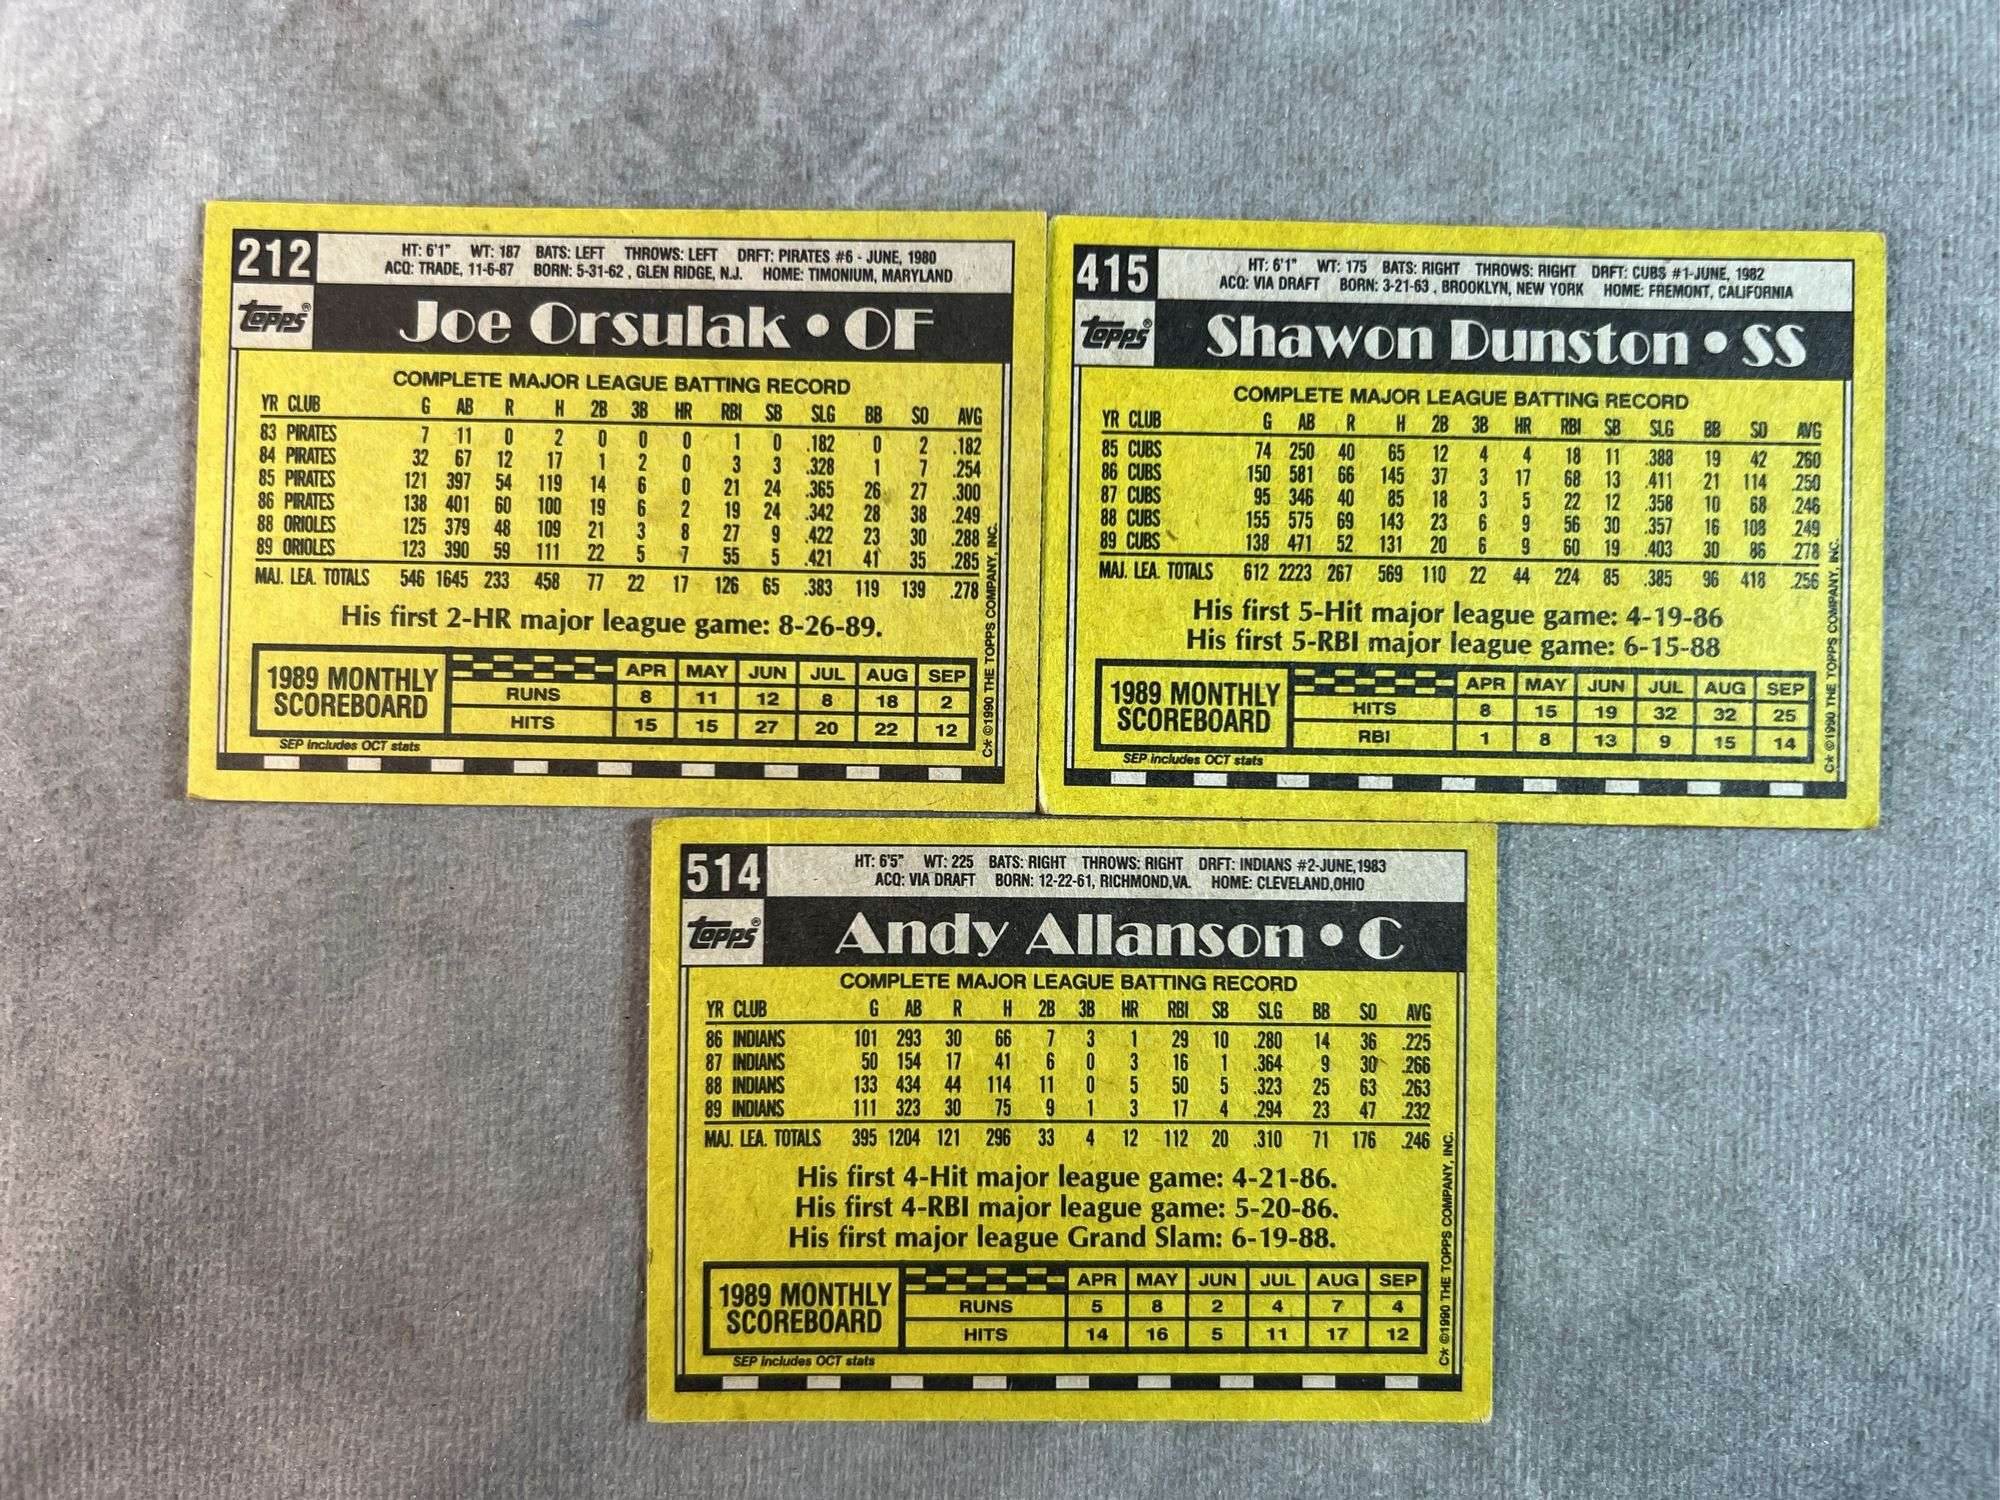 212
HT: 6'1" WT: 187 BATS: LEFT THROWS: LEFT DRFT: PIRATES #6 - JUNE, 1980
ACQ: TRADE, 11-6-87 BORN: 5-31-62 , GLEN RIDGE, N.J. HOME: TIMONIUM, MARYLAND
TOPPS®
Joe Orsulak • OF
COMPLETE MAJOR LEAGUE BATTING RECORD
YR CLUB G AB R H 2B 3B HR RBI SB SLG BB SO AVG
83 PIRATES 7 11 0 2 0 0 0 1 0 .182 0 2 .182
84 PIRATES 32 67 12 17 1 2 0 3 3 .328 1 7 .254
85 PIRATES 121 397 54 119 14 6 0 21 24 .365 26 27 .300
86 PIRATES 138 401 60 100 19 6 2 19 24 .342 28 38 .249
88 ORIOLES 125 379 48 109 21 3 8 27 9 .422 23 30 .288
89 ORIOLES 123 390 59 111 22 5 7 55 5 .421 41 35 .285
MAJ. LEA. TOTALS 546 1645 233 458 77 22 17 126 65 .383 119 139 .278
His first 2-HR major league game: 8-26-89.
1989 MONTHLY SCOREBOARD
APR MAY JUN JUL AUG SEP
RUNS 8 11 12 8 18 2
HITS 15 15 27 20 22 12
SEP includes OCT stats
C* ©1990 THE TOPPS COMPANY, INC.
415
HT: 6'1" WT: 175 BATS: RIGHT THROWS: RIGHT DRFT: CUBS #1-JUNE, 1982
ACQ: VIA DRAFT BORN: 3-21-63 , BROOKLYN, NEW YORK HOME: FREMONT, CALIFORNIA
TOPPS®
Shawon Dunston • SS
COMPLETE MAJOR LEAGUE BATTING RECORD
YR CLUB G AB R H 2B 3B HR RBI SB SLG BB SO AVG
85 CUBS 74 250 40 65 12 4 4 18 11 .388 19 42 .260
86 CUBS 150 581 66 145 37 3 17 68 13 .411 21 114 .250
87 CUBS 95 346 40 85 18 3 5 22 12 .358 10 68 .246
88 CUBS 155 575 69 143 23 6 9 56 30 .357 16 108 .249
89 CUBS 138 471 52 131 20 6 9 60 19 .403 30 86 .278
MAJ. LEA. TOTALS 612 2223 267 569 110 22 44 224 85 .385 96 418 .256
His first 5-Hit major league game: 4-19-86
His first 5-RBI major league game: 6-15-88
1989 MONTHLY SCOREBOARD
APR MAY JUN JUL AUG SEP
HITS 8 15 19 32 32 25
RBI 1 8 13 9 15 14
SEP includes OCT stats
C* ©1990 THE TOPPS COMPANY, INC.
514
HT: 6'5" WT: 225 BATS: RIGHT THROWS: RIGHT DRFT: INDIANS #2-JUNE,1983
ACQ: VIA DRAFT BORN: 12-22-61, RICHMOND,VA. HOME: CLEVELAND,OHIO
TOPPS®
Andy Allanson • C
COMPLETE MAJOR LEAGUE BATTING RECORD
YR CLUB G AB R H 2B 3B HR RBI SB SLG BB SO AVG
86 INDIANS 101 293 30 66 7 3 1 29 10 .280 14 36 .225
87 INDIANS 50 154 17 41 6 0 3 16 1 .364 9 30 .266
88 INDIANS 133 434 44 114 11 0 5 50 5 .323 25 63 .263
89 INDIANS 111 323 30 75 9 1 3 17 4 .294 23 47 .232
MAJ. LEA. TOTALS 395 1204 121 296 33 4 12 112 20 .310 71 176 .246
His first 4-Hit major league game: 4-21-86.
His first 4-RBI major league game: 5-20-86.
His first major league Grand Slam: 6-19-88.
1989 MONTHLY SCOREBOARD
APR MAY JUN JUL AUG SEP
RUNS 5 8 2 4 7 4
HITS 14 16 5 11 17 12
SEP includes OCT stats
C* ©1990 THE TOPPS COMPANY, INC.